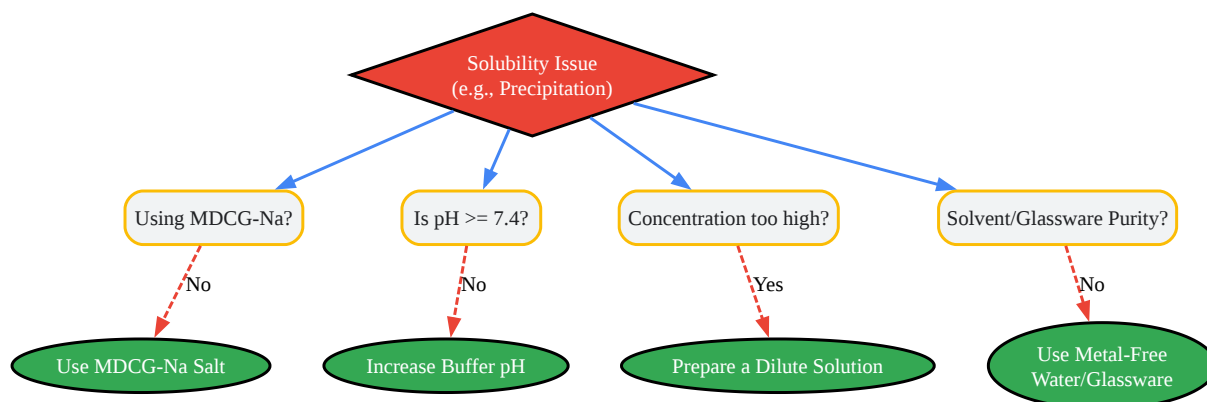 Solubility Issue
(e.g., Precipitation)
Using MDCG-Na?
Is pH >= 7.4?
Concentration too high?
Solvent/Glassware Purity?
No
No
Yes
No
Use MDCG-Na Salt
Increase Buffer pH
Prepare a Dilute Solution
Use Metal-Free
Water/Glassware